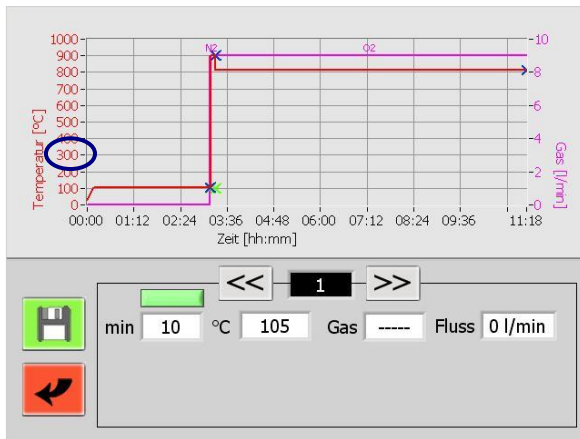 1000
900
800
700
600
500
400
300
200
100
0
Temperatur [ºC]
N2
O2
10
8
6
4
2
0
Gas [l/min]
00:00 01:12 02:24 03:36 04:48 06:00 07:12 08:24 09:36 11:18
Zeit [hh:mm]
<< 1 >>
min 10 °C 105 Gas ----- Fluss 0 l/min